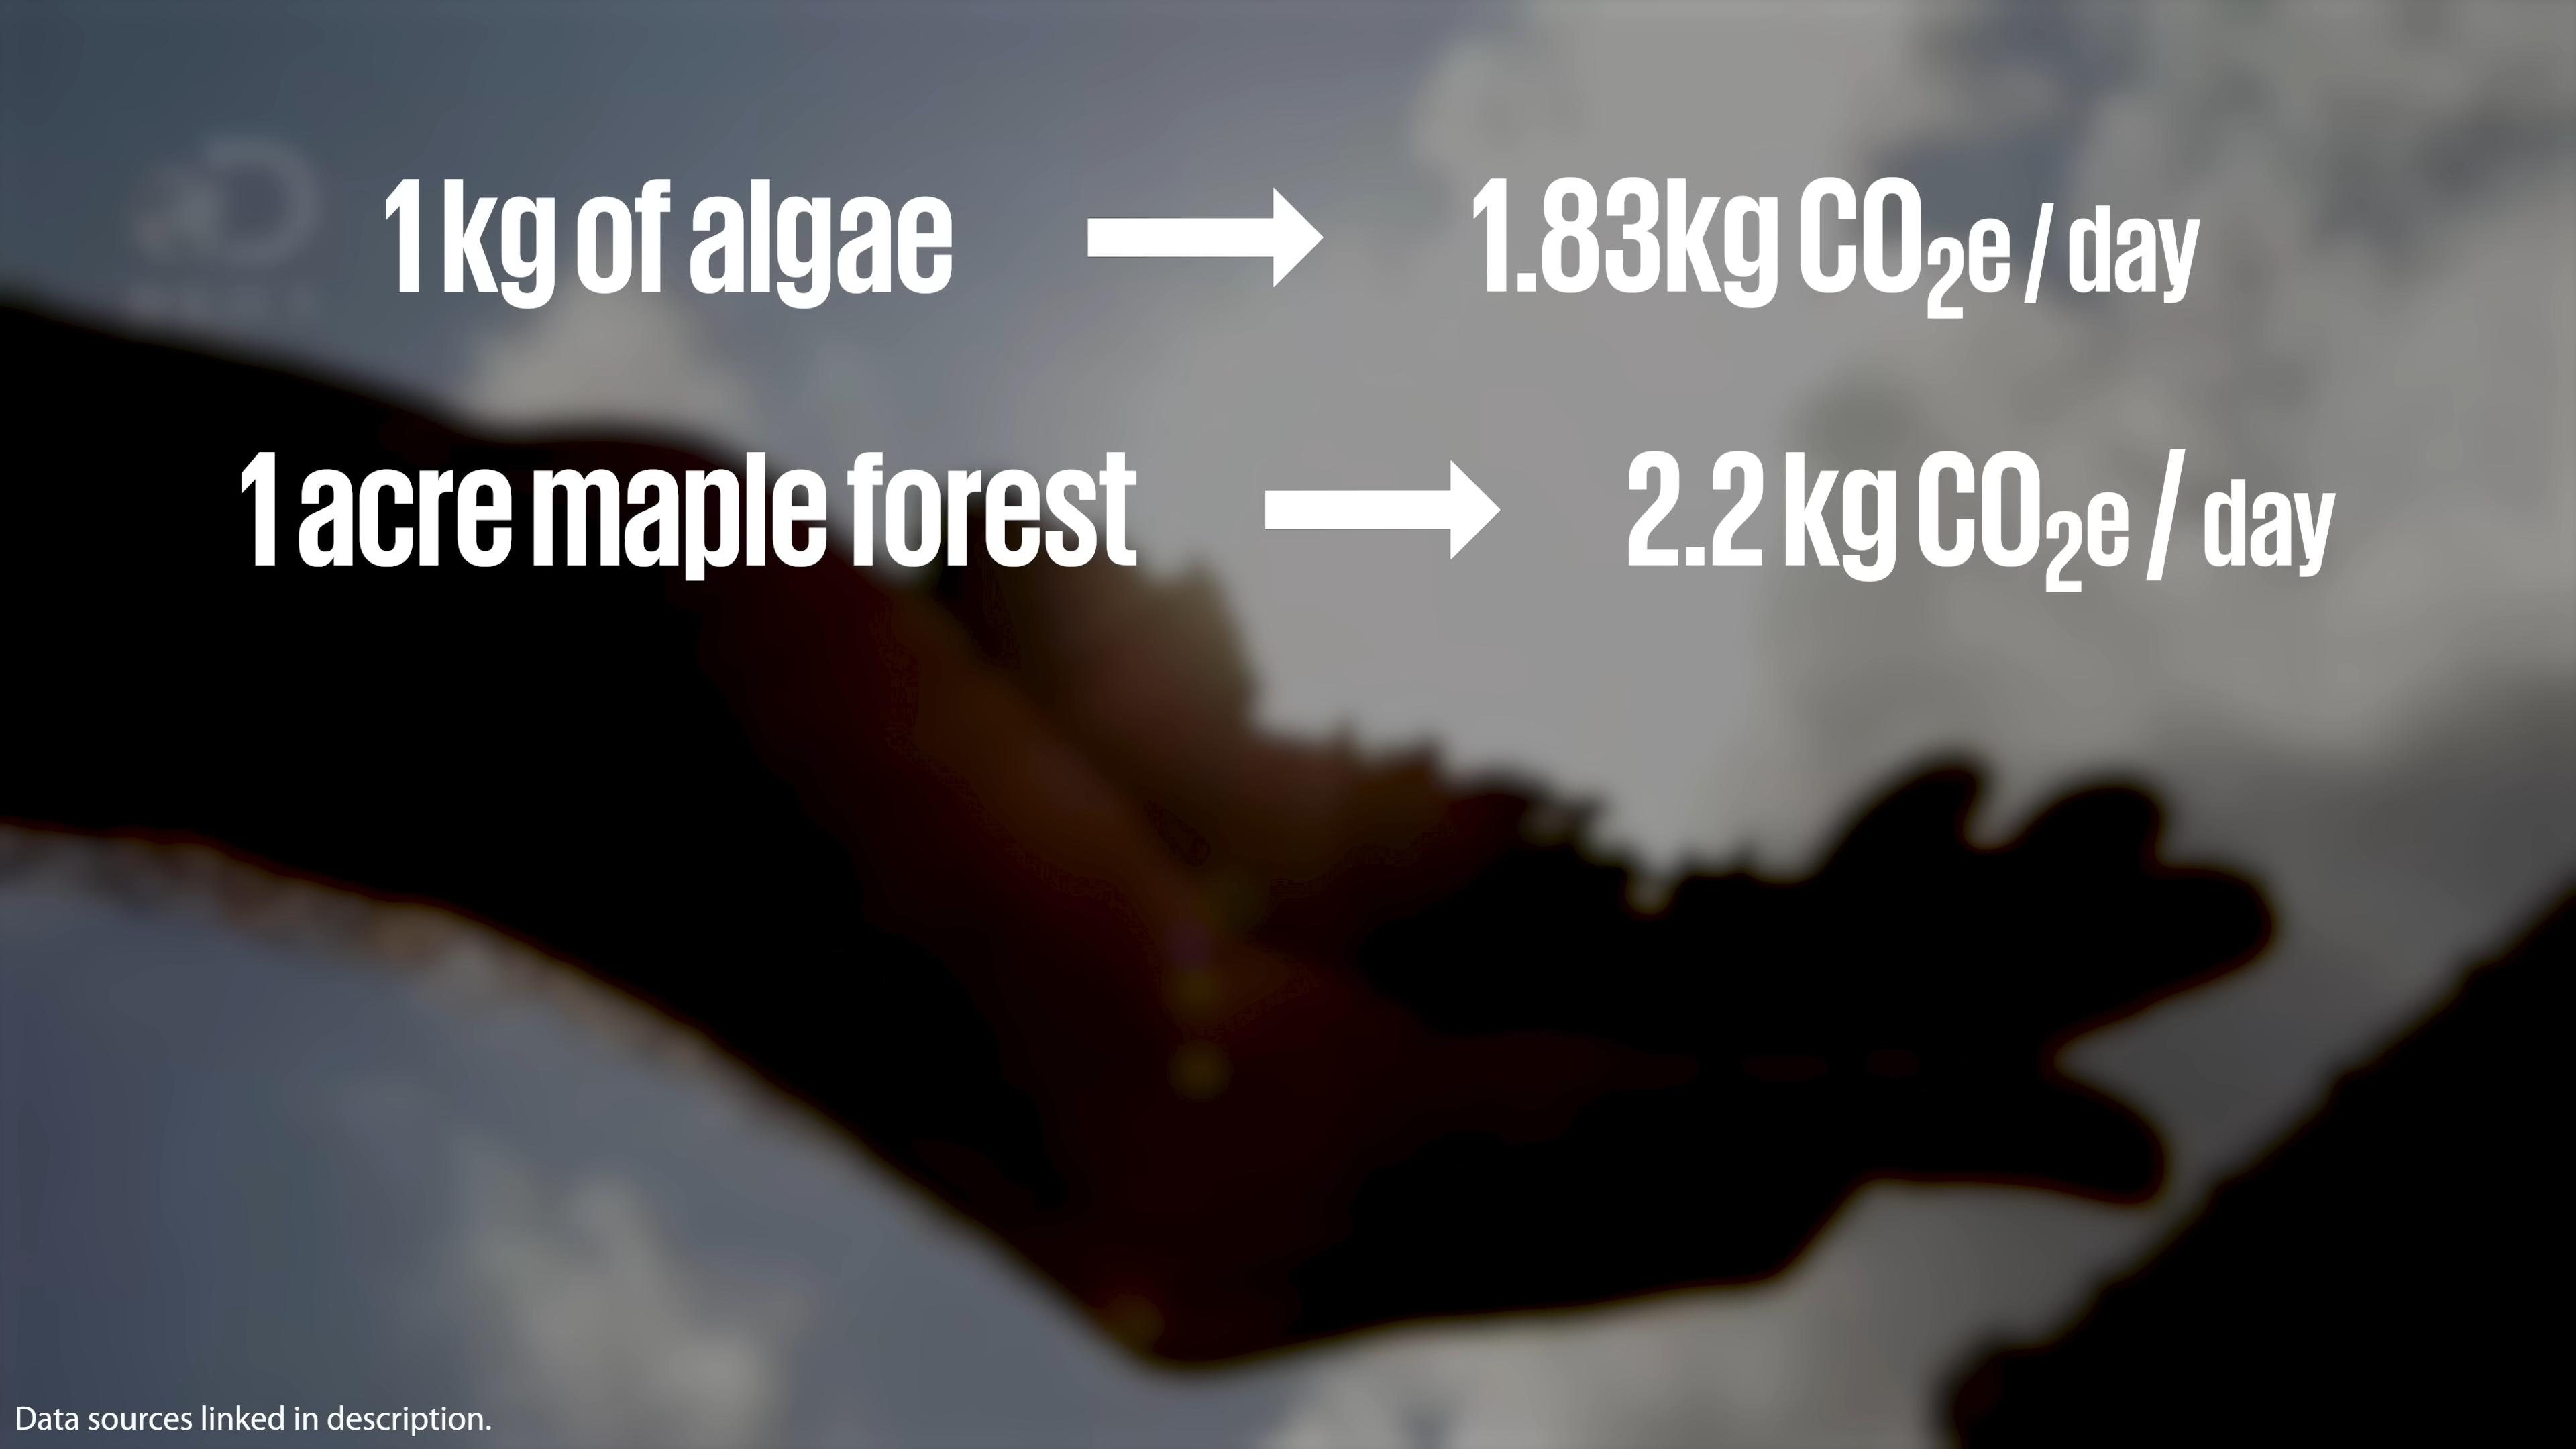 1 kg of algae → 1.83kg CO₂e / day
1 acre maple forest → 2.2 kg CO₂e / day
Data sources linked in description.